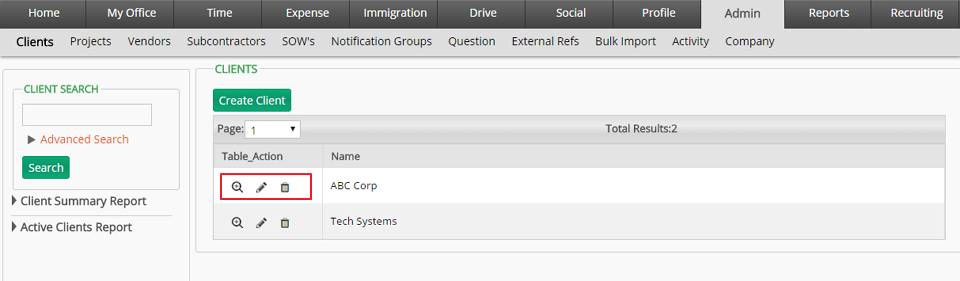 Home My Office Time Expense Immigration Drive Social Profile Admin Reports Recruiting
Clients Projects Vendors Subcontractors SOW's Notification Groups Question External Refs Bulk Import Activity Company
CLIENT SEARCH
Advanced Search
Search
Client Summary Report
Active Clients Report
CLIENTS
Create Client
Page: 1 Total Results:2
Table_Action Name
ABC Corp
Tech Systems